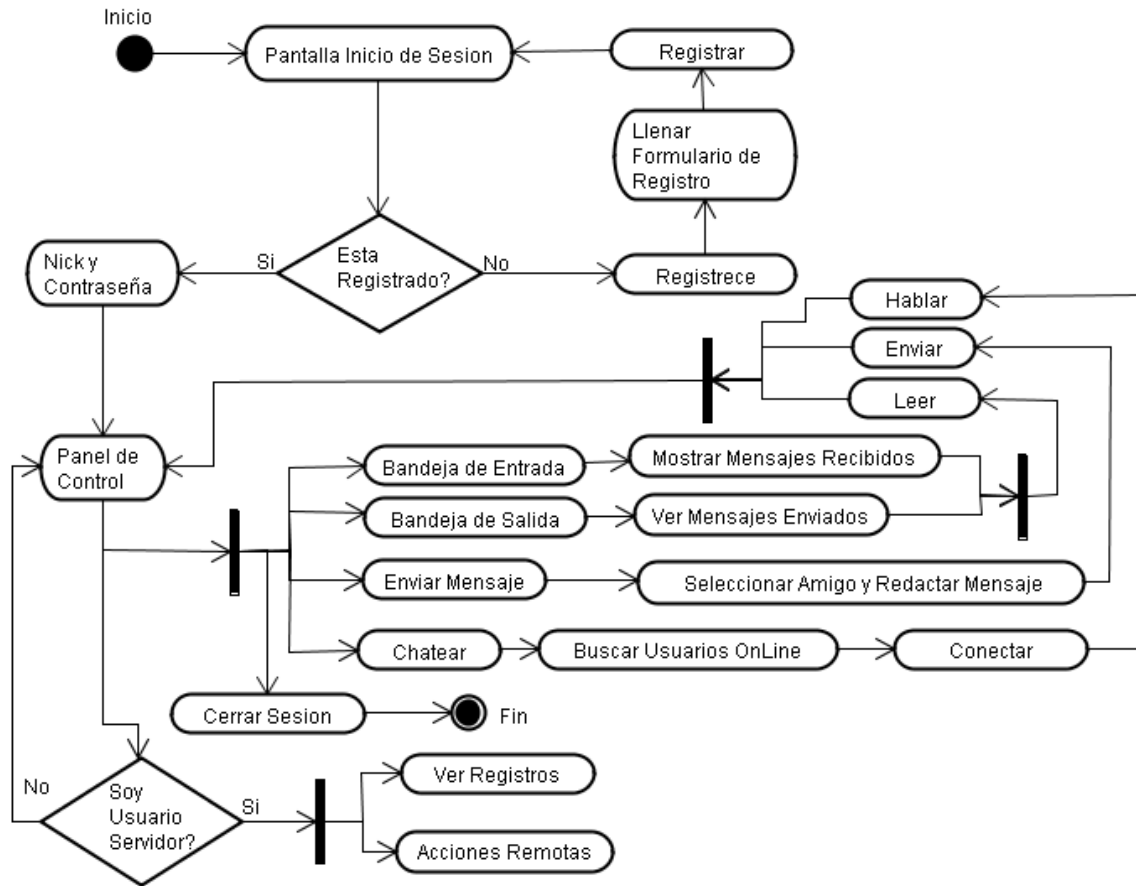 Inicio
Pantalla Inicio de Sesion
Registrar
Llenar
Formulario de
Registro
Esta
Registrado?
Si
No
Nick y
Contraseña
Registrece
Hablar
Enviar
Leer
Panel de
Control
Bandeja de Entrada
Mostrar Mensajes Recibidos
Bandeja de Salida
Ver Mensajes Enviados
Enviar Mensaje
Seleccionar Amigo y Redactar Mensaje
Chatear
Buscar Usuarios OnLine
Conectar
Cerrar Sesion
Fin
No
Soy
Usuario
Servidor?
Si
Ver Registros
Acciones Remotas